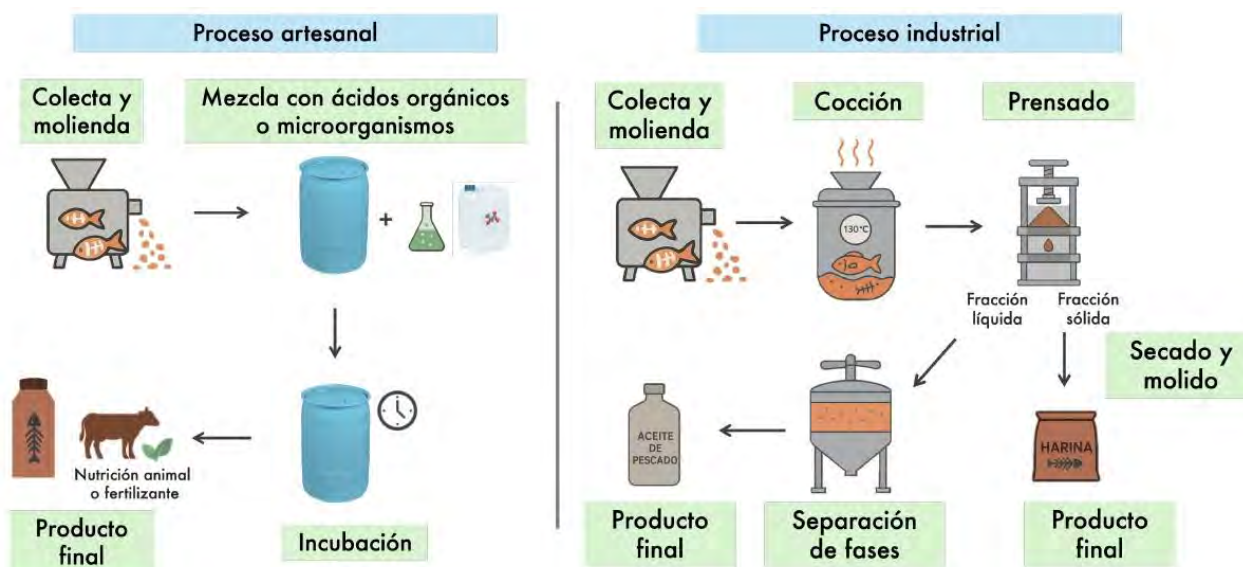 Proceso artesanal
Colecta y
molienda
Mezcla con ácidos orgánicos
o microorganismos
+
Nutrición animal
o fertilizante
Producto
final
Incubación
Proceso industrial
Colecta y
molienda
Cocción
Prensado
130°C
Fracción
líquida
Fracción
sólida
Secado y
molido
ACEITE
DE
PESCADO
HARINA
Producto
final
Separación
de fases
Producto
final